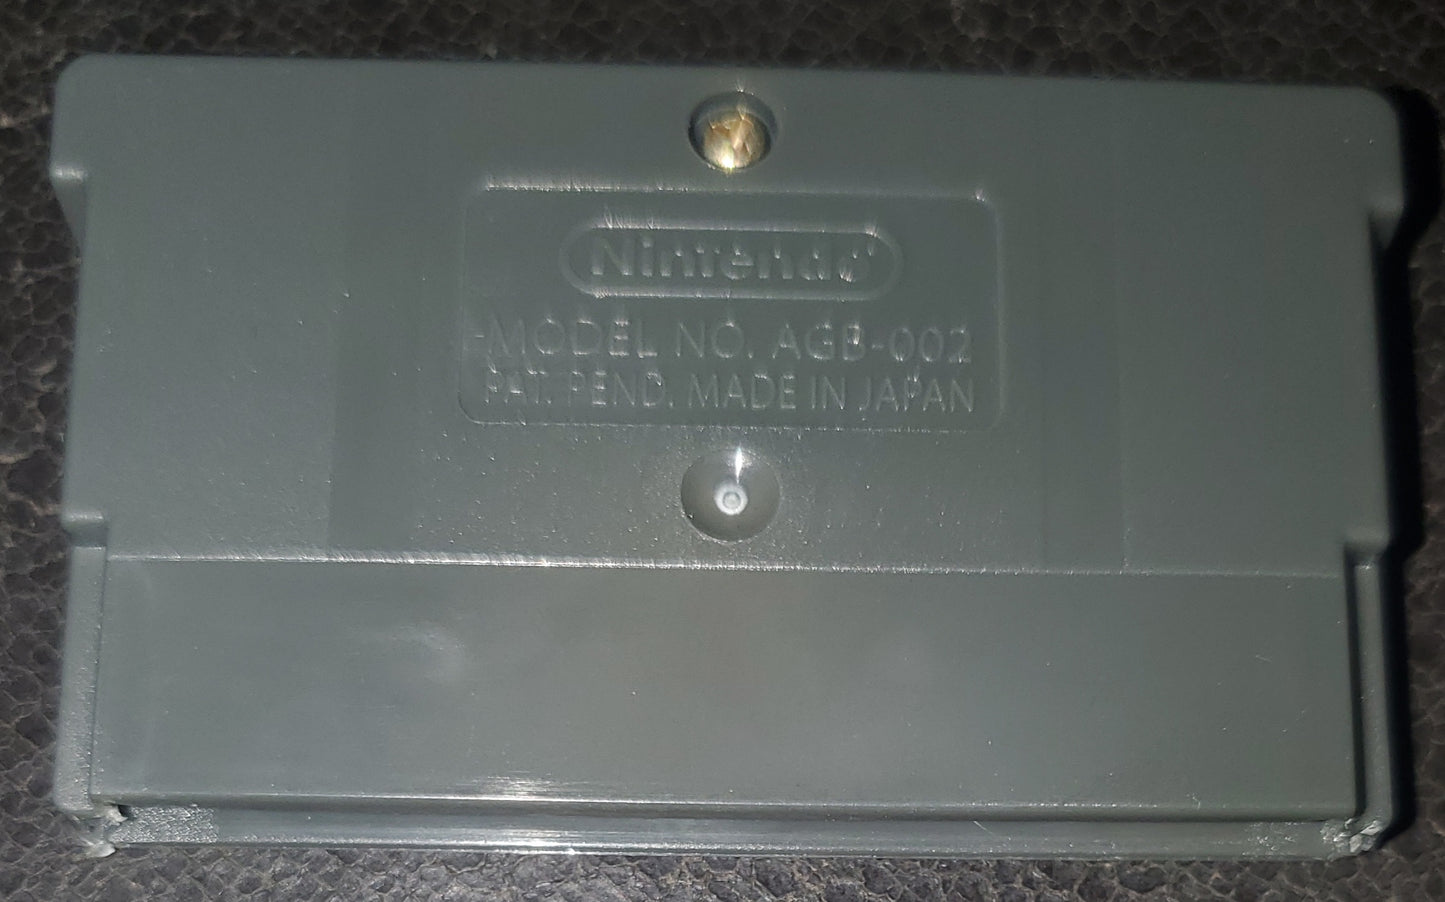 Nintendo
MODEL NO. AGB-002
PAT. PEND. MADE IN JAPAN